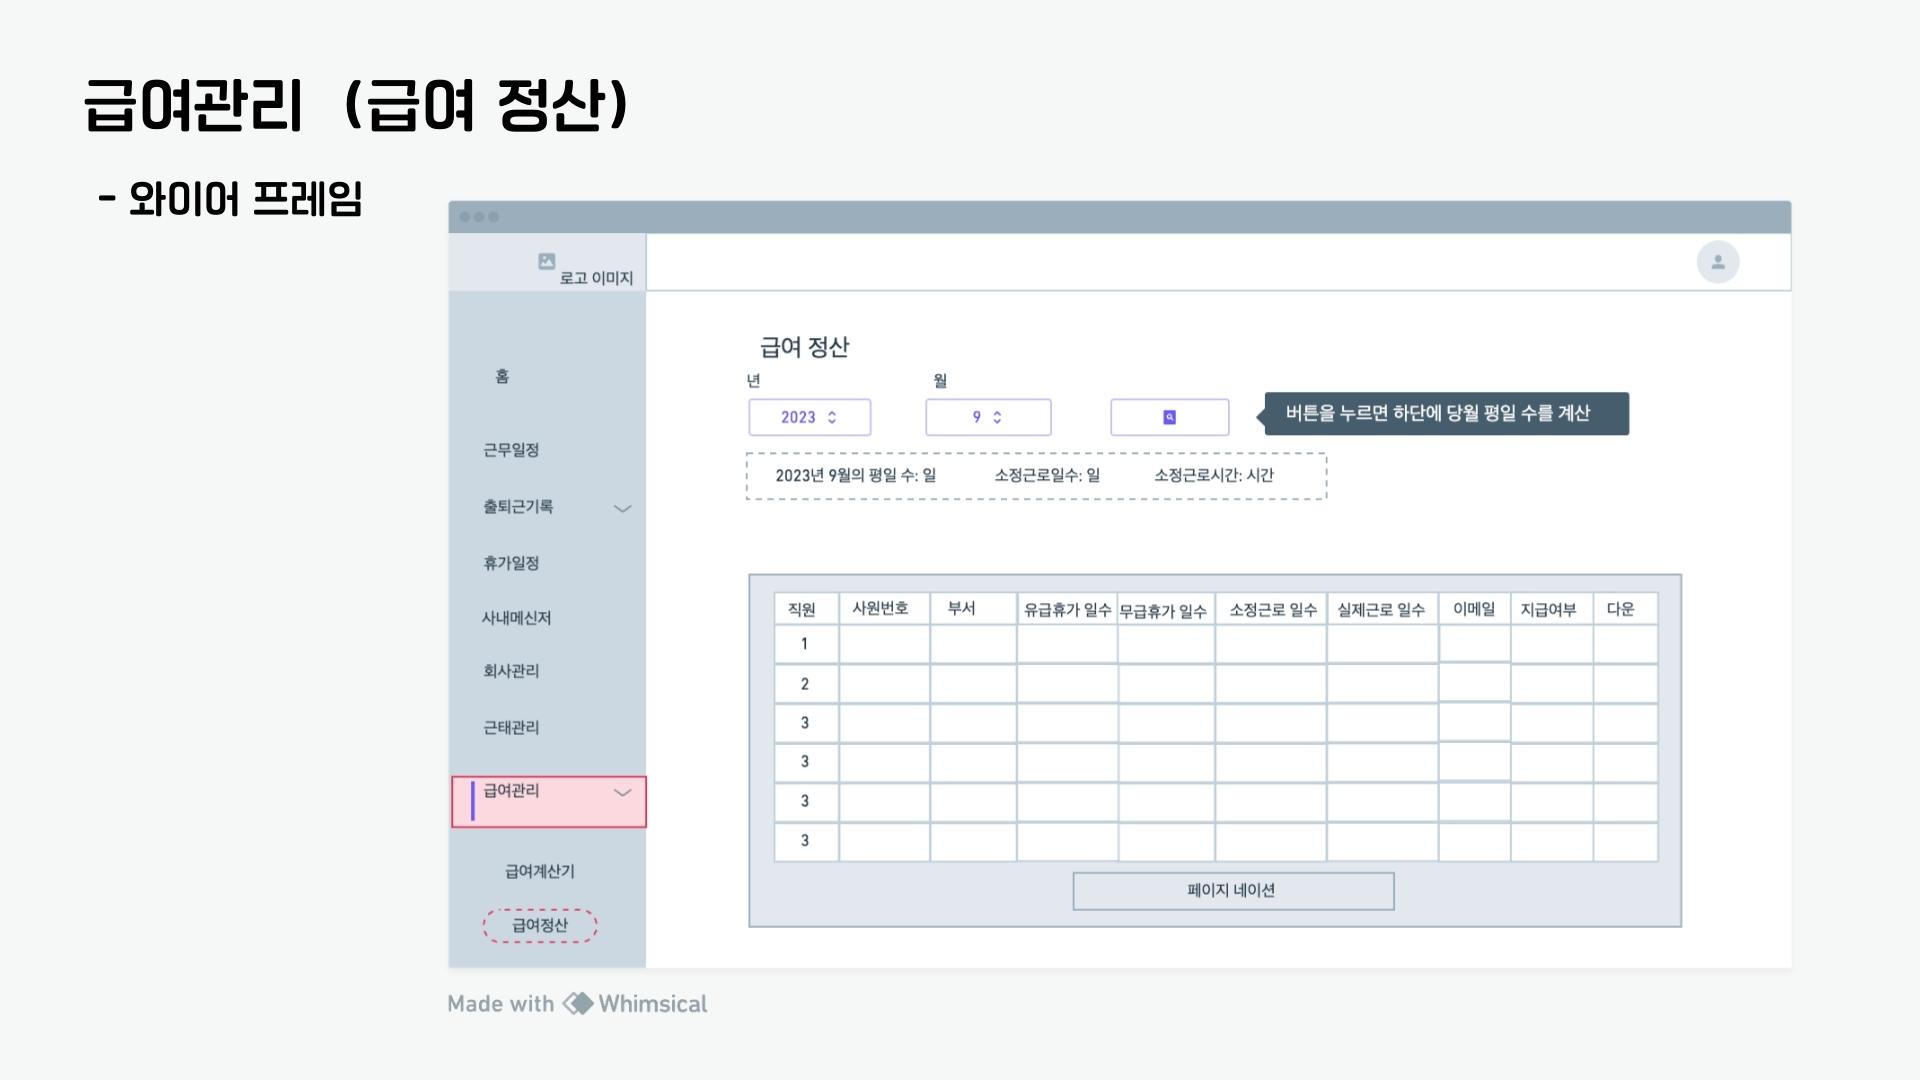 급여관리 (급여 정산)
- 와이어 프레임
로고 이미지
홈
근무일정
출퇴근기록
휴가일정
사내메신저
회사관리
근태관리
급여관리
급여계산기
급여정산
급여 정산
년 월
2023 9
버튼을 누르면 하단에 당월 평일 수를 계산
2023년 9월의 평일 수: 일 소정근로일수: 일 소정근로시간: 시간
직원 사원번호 부서 유급휴가 일수 무급휴가 일수 소정근로 일수 실제근로 일수 이메일 지급여부 다운
1
2
3
3
3
3
페이지 네이션
Made with Whimsical